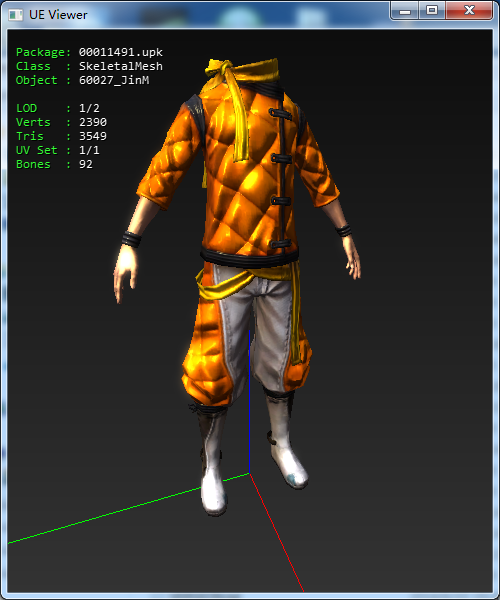 UE Viewer
Package: 00011491.upk
Class : SkeletalMesh
Object : 60027_JinM
LOD : 1/2
Verts : 2390
Tris : 3549
UV Set : 1/1
Bones : 92